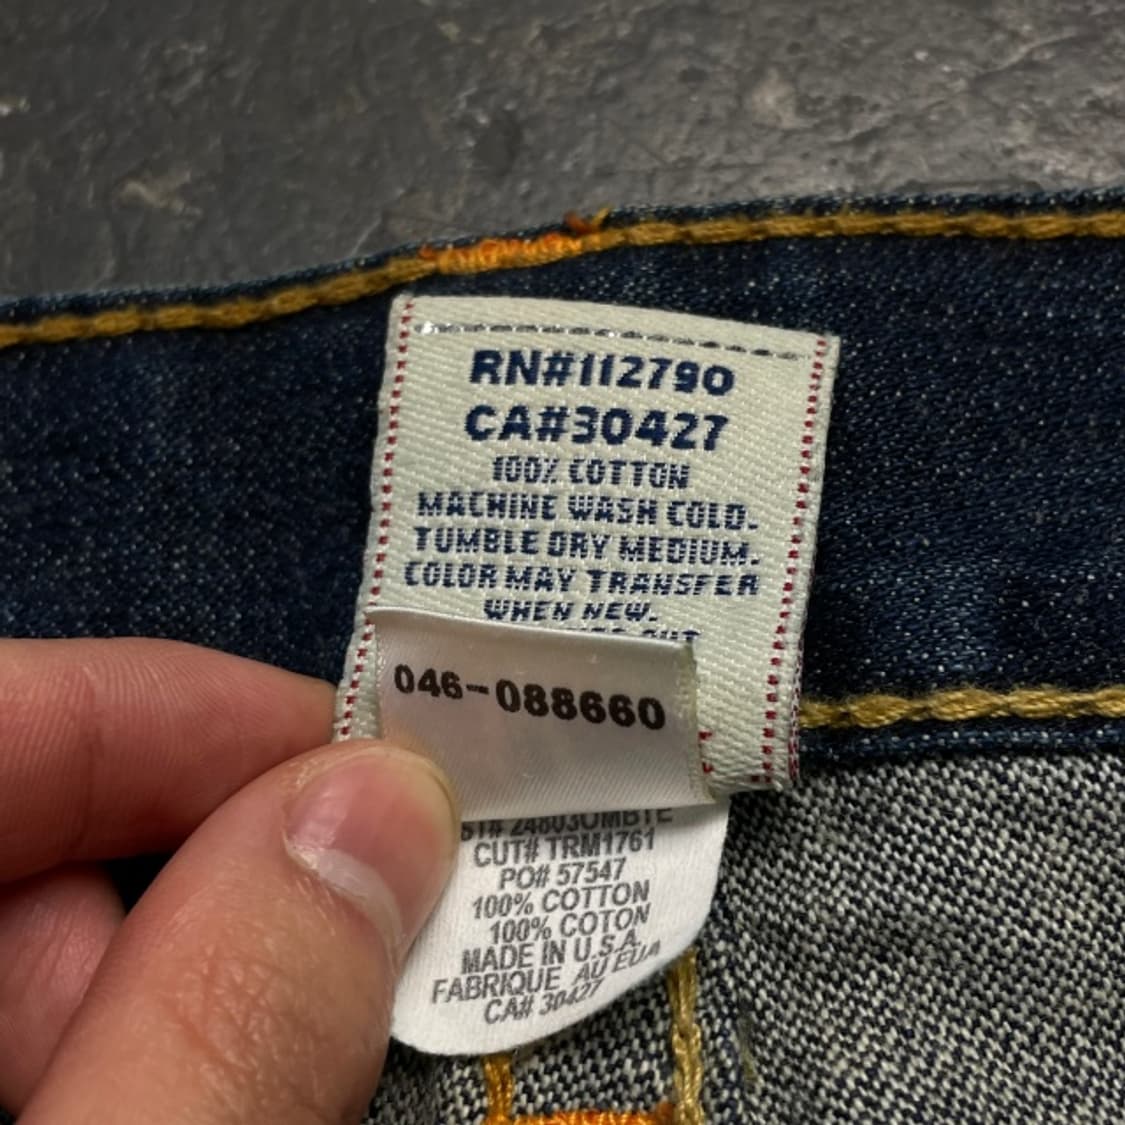 RN#112790
CA#30427
100% COTTON
MACHINE WASH COLD.
TUMBLE DRY MEDIUM.
COLOR MAY TRANSFER
WHEN NEW.
046-088660
CUT# TRM1761
PO# 57547
100% COTTON
100% COTON
MADE IN U.S.A.
FABRIQUE AU EUA
CA# 30427